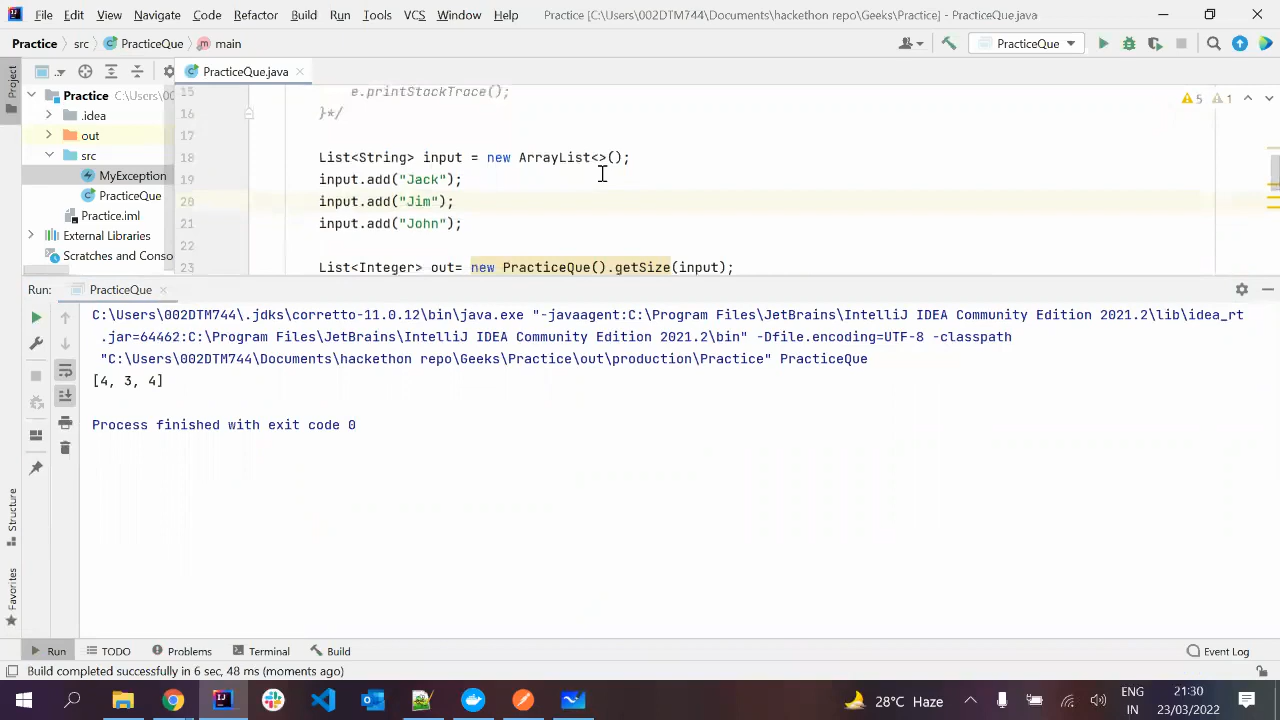 File Edit View Navigate Code Refactor Build Run Tools VCS Window Help Practice [C:\Users\002DTM744\Documents\hackethon repo\Geeks\Practice] - PracticeQue.java
Practice src PracticeQue main PracticeQue
Project
PracticeQue.java
Practice C:\Users\00
.idea
out
src
MyException
PracticeQue
Practice.iml
External Libraries
Scratches and Conso
15 e.printStackTrace();
16 }*/
17
18 List<String> input = new ArrayList<>();
19 input.add("Jack");
20 input.add("Jim");
21 input.add("John");
22
23 List<Integer> out= new PracticeQue().getSize(input);
5 1
Run: PracticeQue
C:\Users\002DTM744\.jdks\corretto-11.0.12\bin\java.exe "-javaagent:C:\Program Files\JetBrains\IntelliJ IDEA Community Edition 2021.2\lib\idea_rt
.jar=64462:C:\Program Files\JetBrains\IntelliJ IDEA Community Edition 2021.2\bin" -Dfile.encoding=UTF-8 -classpath
"C:\Users\002DTM744\Documents\hackethon repo\Geeks\Practice\out\production\Practice" PracticeQue
[4, 3, 4]
Process finished with exit code 0
Structure
Favorites
Run TODO Problems Terminal Build Event Log
Build completed successfully in 6 sec, 48 ms (moments ago)
28°C Haze
ENG
IN
21:30
23/03/2022